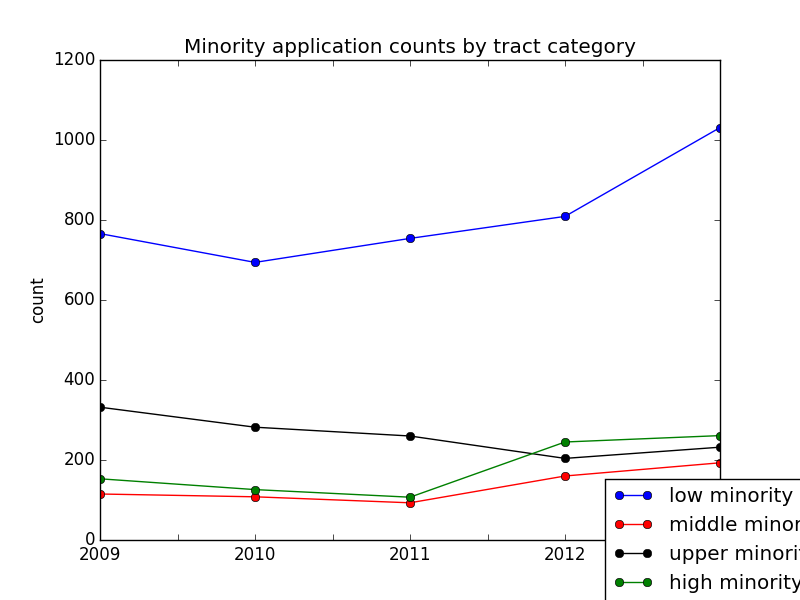 Minority application counts by tract category
1200
1000
800
600
400
200
0
count
2009 2010 2011 2012
low minority
middle minor
upper minorit
high minority